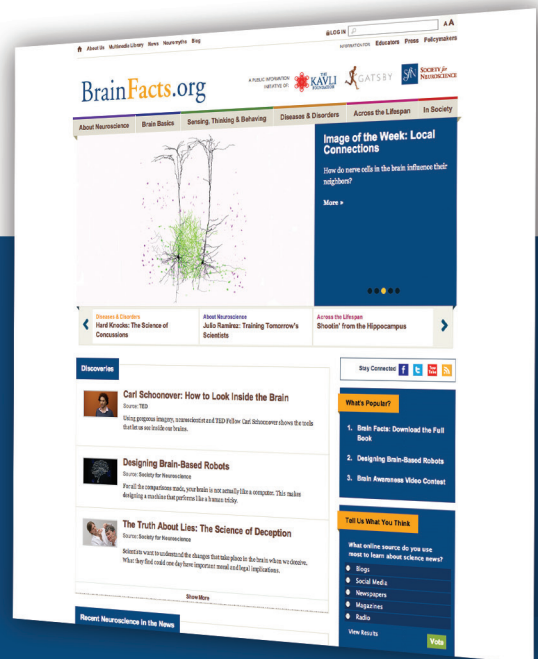 About Us Multimedia Library News Neuromyths Blog
LOG IN
A A
INFORMATION FOR Educators Press Policymakers
BrainFacts.org
A PUBLIC INFORMATION
INITIATIVE OF:
THE
KAVLI
FOUNDATION
GATSBY
SfN
SOCIETY for
NEUROSCIENCE
About Neuroscience Brain Basics Sensing, Thinking & Behaving Diseases & Disorders Across the Lifespan In Society
Image of the Week: Local
Connections
How do nerve cells in the brain influence their
neighbors?
More »
Diseases & Disorders
Hard Knocks: The Science of
Concussions
About Neuroscience
Julio Ramirez: Training Tomorrow's
Scientists
Across the Lifespan
Shootin' from the Hippocampus
Discoveries
Carl Schoonover: How to Look Inside the Brain
Source: TED
Using gorgeous imagery, neuroscientist and TED Fellow Carl Schoonover shows the tools
that let us see inside our brains.
Designing Brain-Based Robots
Source: Society for Neuroscience
For all the comparisons made, your brain is not actually like a computer. This makes
designing a machine that performs like a human tricky.
The Truth About Lies: The Science of Deception
Source: Society for Neuroscience
Scientists want to understand the changes that take place in the brain when we deceive.
What they find could one day have important moral and legal implications.
Show More
Recent Neuroscience In the News
Stay Connected
You
Tube
What's Popular?
1. Brain Facts: Download the Full
Book
2. Designing Brain-Based Robots
3. Brain Awareness Video Contest
Tell Us What You Think
What online source do you use
most to learn about science news?
Blogs
Social Media
Newspapers
Magazines
Radio
View Results
Vote